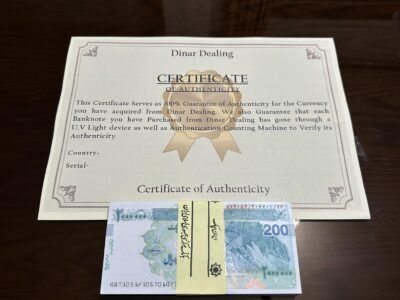 Dinar Dealing
CERTIFICATE
OF AUTHENTICITY
This Certificate Serves as 100% Guarantee of Authenticity for the Currency
you have acquired from Dinar Dealing. We also Guarantee that each
Banknote you have Purchased from Dinar Dealing has gone through a
U.V Light device as well as Authentication Counting Machine to Verify its
Authenticity.
Country-
Serial-
Certificate of Authenticity
200